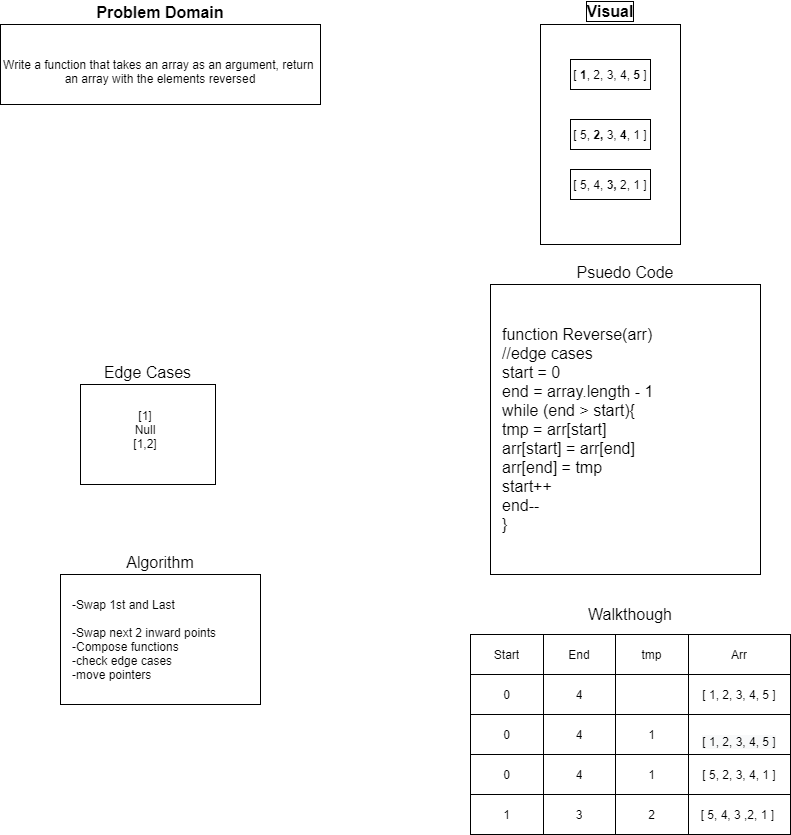 Problem Domain
Write a function that takes an array as an argument, return
an array with the elements reversed
Visual
[ 1, 2, 3, 4, 5 ]
[ 5, 2, 3, 4, 1 ]
[ 5, 4, 3, 2, 1 ]
Psuedo Code
function Reverse(arr)
//edge cases
start = 0
end = array.length - 1
while (end > start){
tmp = arr[start]
arr[start] = arr[end]
arr[end] = tmp
start++
end--
}
Edge Cases
[1]
Null
[1,2]
Algorithm
-Swap 1st and Last
-Swap next 2 inward points
-Compose functions
-check edge cases
-move pointers
Walkthough
Start End tmp Arr
0 4 [ 1, 2, 3, 4, 5 ]
0 4 1 [ 1, 2, 3, 4, 5 ]
0 4 1 [ 5, 2, 3, 4, 1 ]
1 3 2 [ 5, 4, 3 ,2, 1 ]